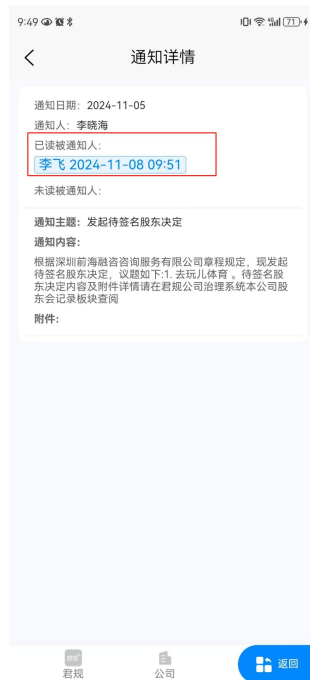 9:49
71
通知详情
通知日期：2024-11-05
通知人：李晓海
已读被通知人：
李飞 2024-11-08 09:51
未读被通知人：
通知主题：发起待签名股东决定
通知内容：
根据深圳前海融咨咨询服务有限公司章程规定，现发起
待签名股东决定，议题如下:1. 去玩儿体育 。待签名股
东决定内容及附件详情请在君规公司治理系统本公司股
东会记录板块查阅
附件：
君规
公司
返回